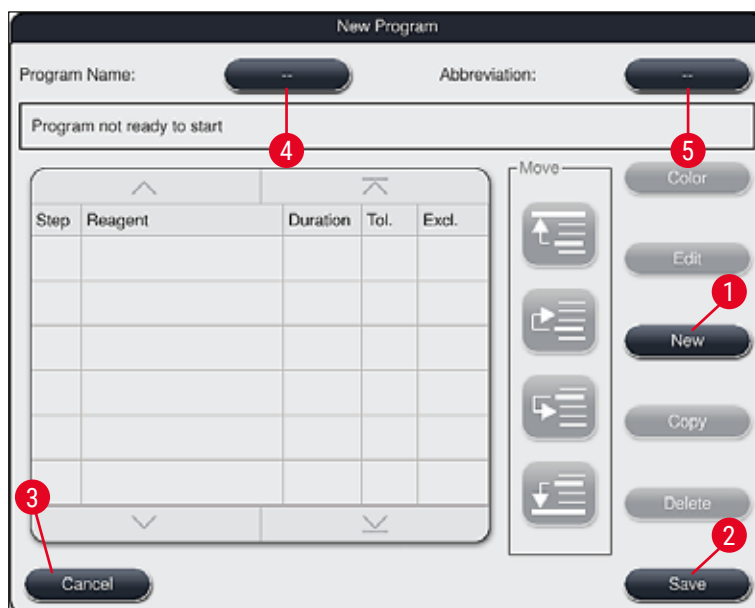 New Program
Program Name: -- Abbreviation: --
4 5
Program not ready to start
Move
Color
Step Reagent Duration Tol. Excl.
Edit
1
New
Copy
3
Delete
2
Cancel Save